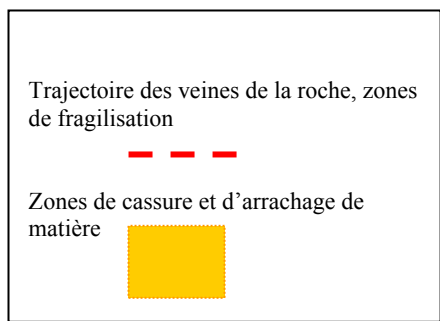 Trajectoire des veines de la roche, zones
de fragilisation
Zones de cassure et d’arrachage de
matière